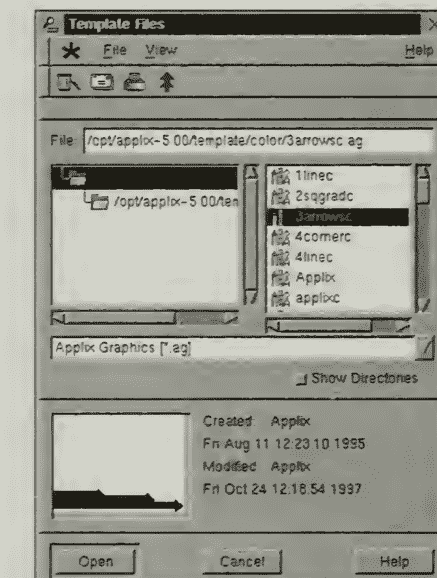 Template Files
File View Help
File: /opt/applix-5.00/template/color/3arrowsc.ag
/opt/applix-5.00/tem
1linec
2sqgradc
3arrowsc
4cornerc
4linec
Applix
applixc
Applix Graphics [*.ag]
Show Directories
Created: Applix
Fri Aug 11 12:23:10 1995
Modified: Applix
Fri Oct 24 12:18:54 1997
Open Cancel Help